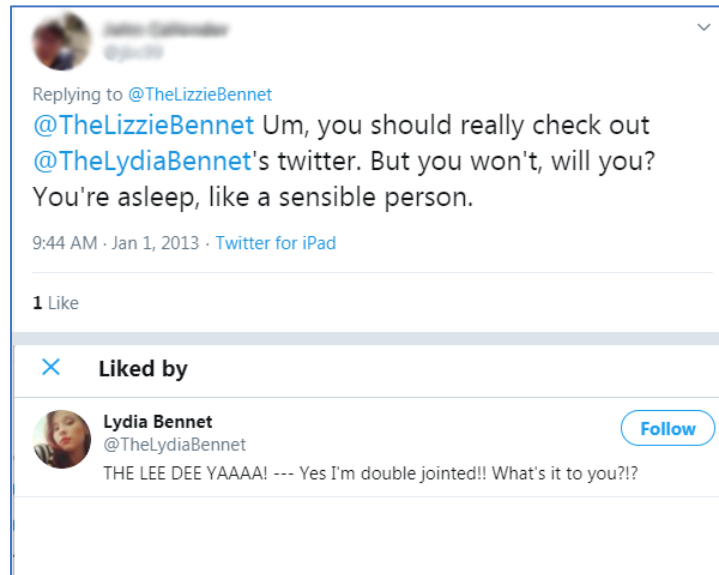 Replying to @TheLizzieBennet
@TheLizzieBennet Um, you should really check out
@TheLydiaBennet's twitter. But you won't, will you?
You're asleep, like a sensible person.
9:44 AM · Jan 1, 2013 · Twitter for iPad
1 Like
Liked by
Lydia Bennet
@TheLydiaBennet
Follow
THE LEE DEE YAAAA! --- Yes I'm double jointed!! What's it to you?!?